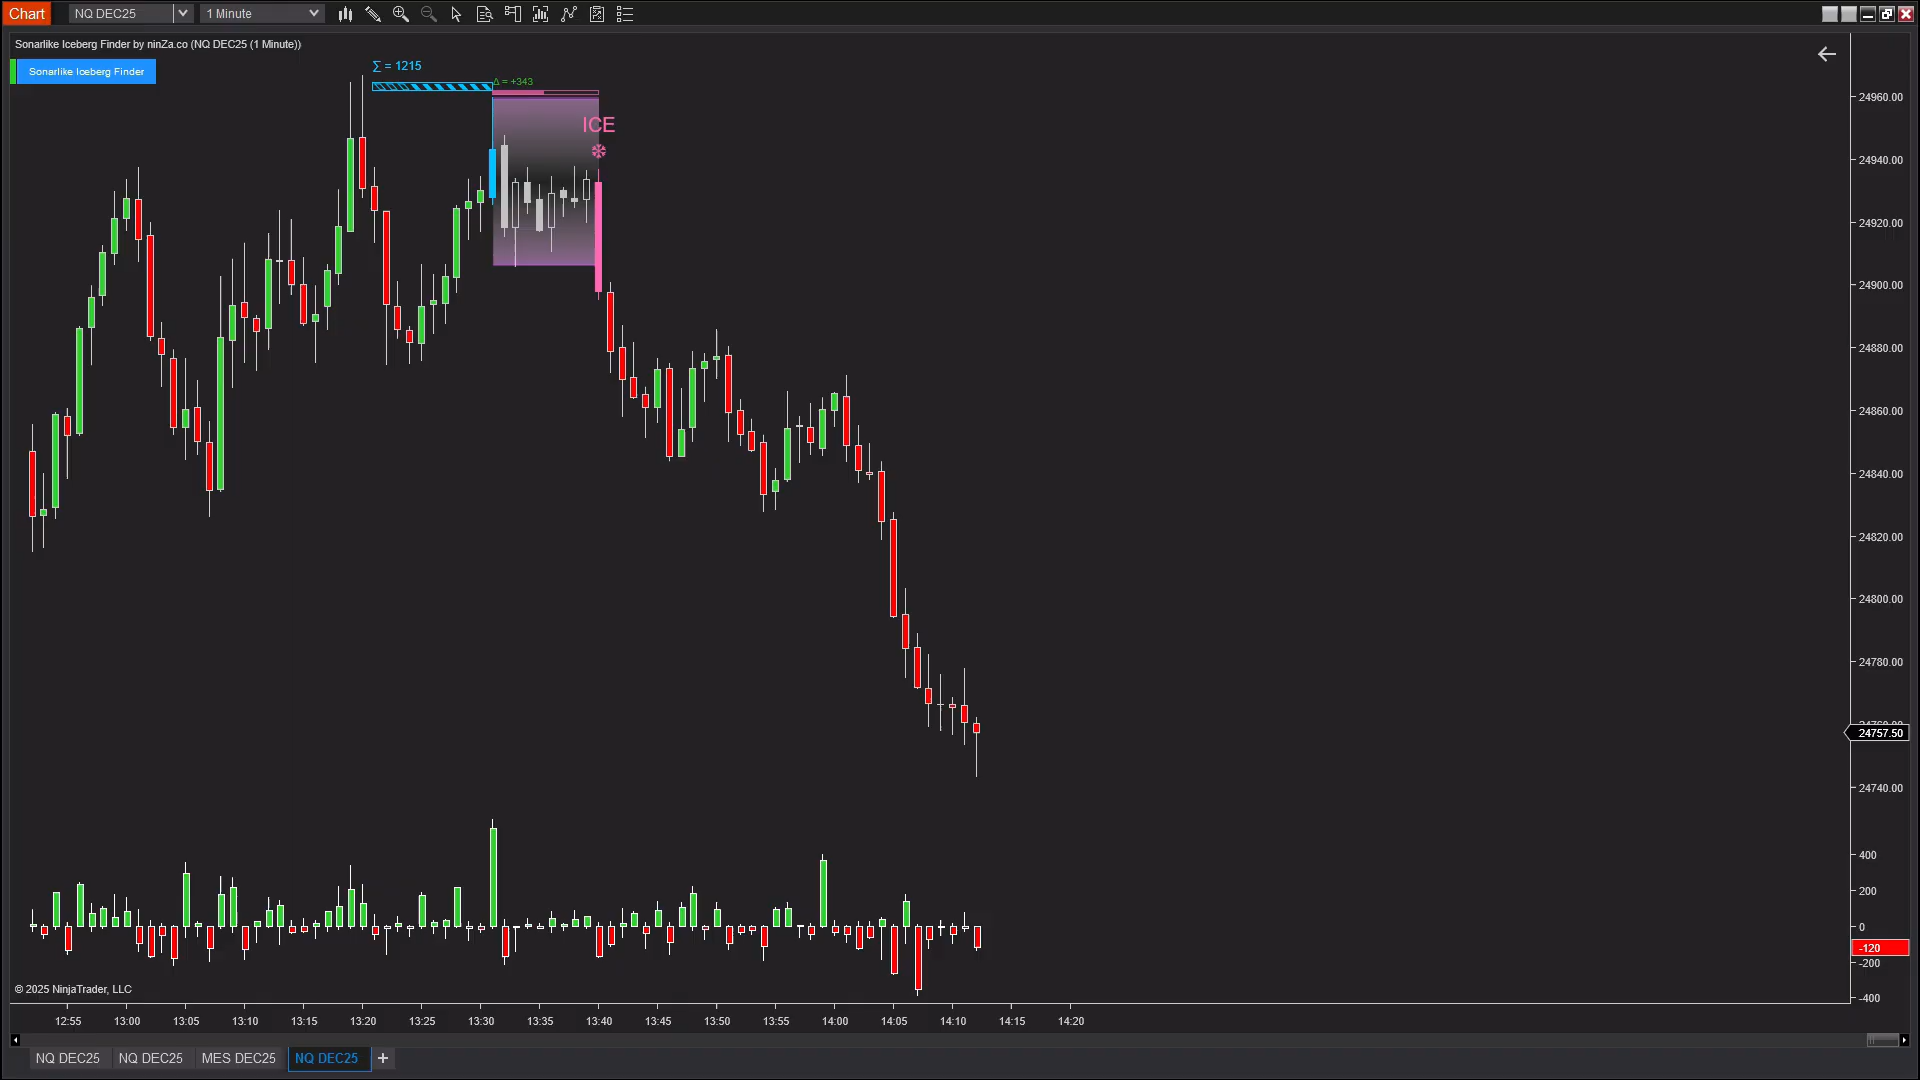 Chart NQ DEC25 1 Minute
Sonarlike Iceberg Finder by ninZa.co (NQ DEC25 (1 Minute))
Sonarlike Iceberg Finder
∑ = 1215
Δ = +343
ICE
24960.00
24940.00
24920.00
24900.00
24880.00
24860.00
24840.00
24820.00
24800.00
24780.00
24760.00
24757.50
24740.00
400
200
0
-120
-200
-400
© 2025 NinjaTrader, LLC
12:55 13:00 13:05 13:10 13:15 13:20 13:25 13:30 13:35 13:40 13:45 13:50 13:55 14:00 14:05 14:10 14:15 14:20
NQ DEC25 NQ DEC25 MES DEC25 NQ DEC25 +